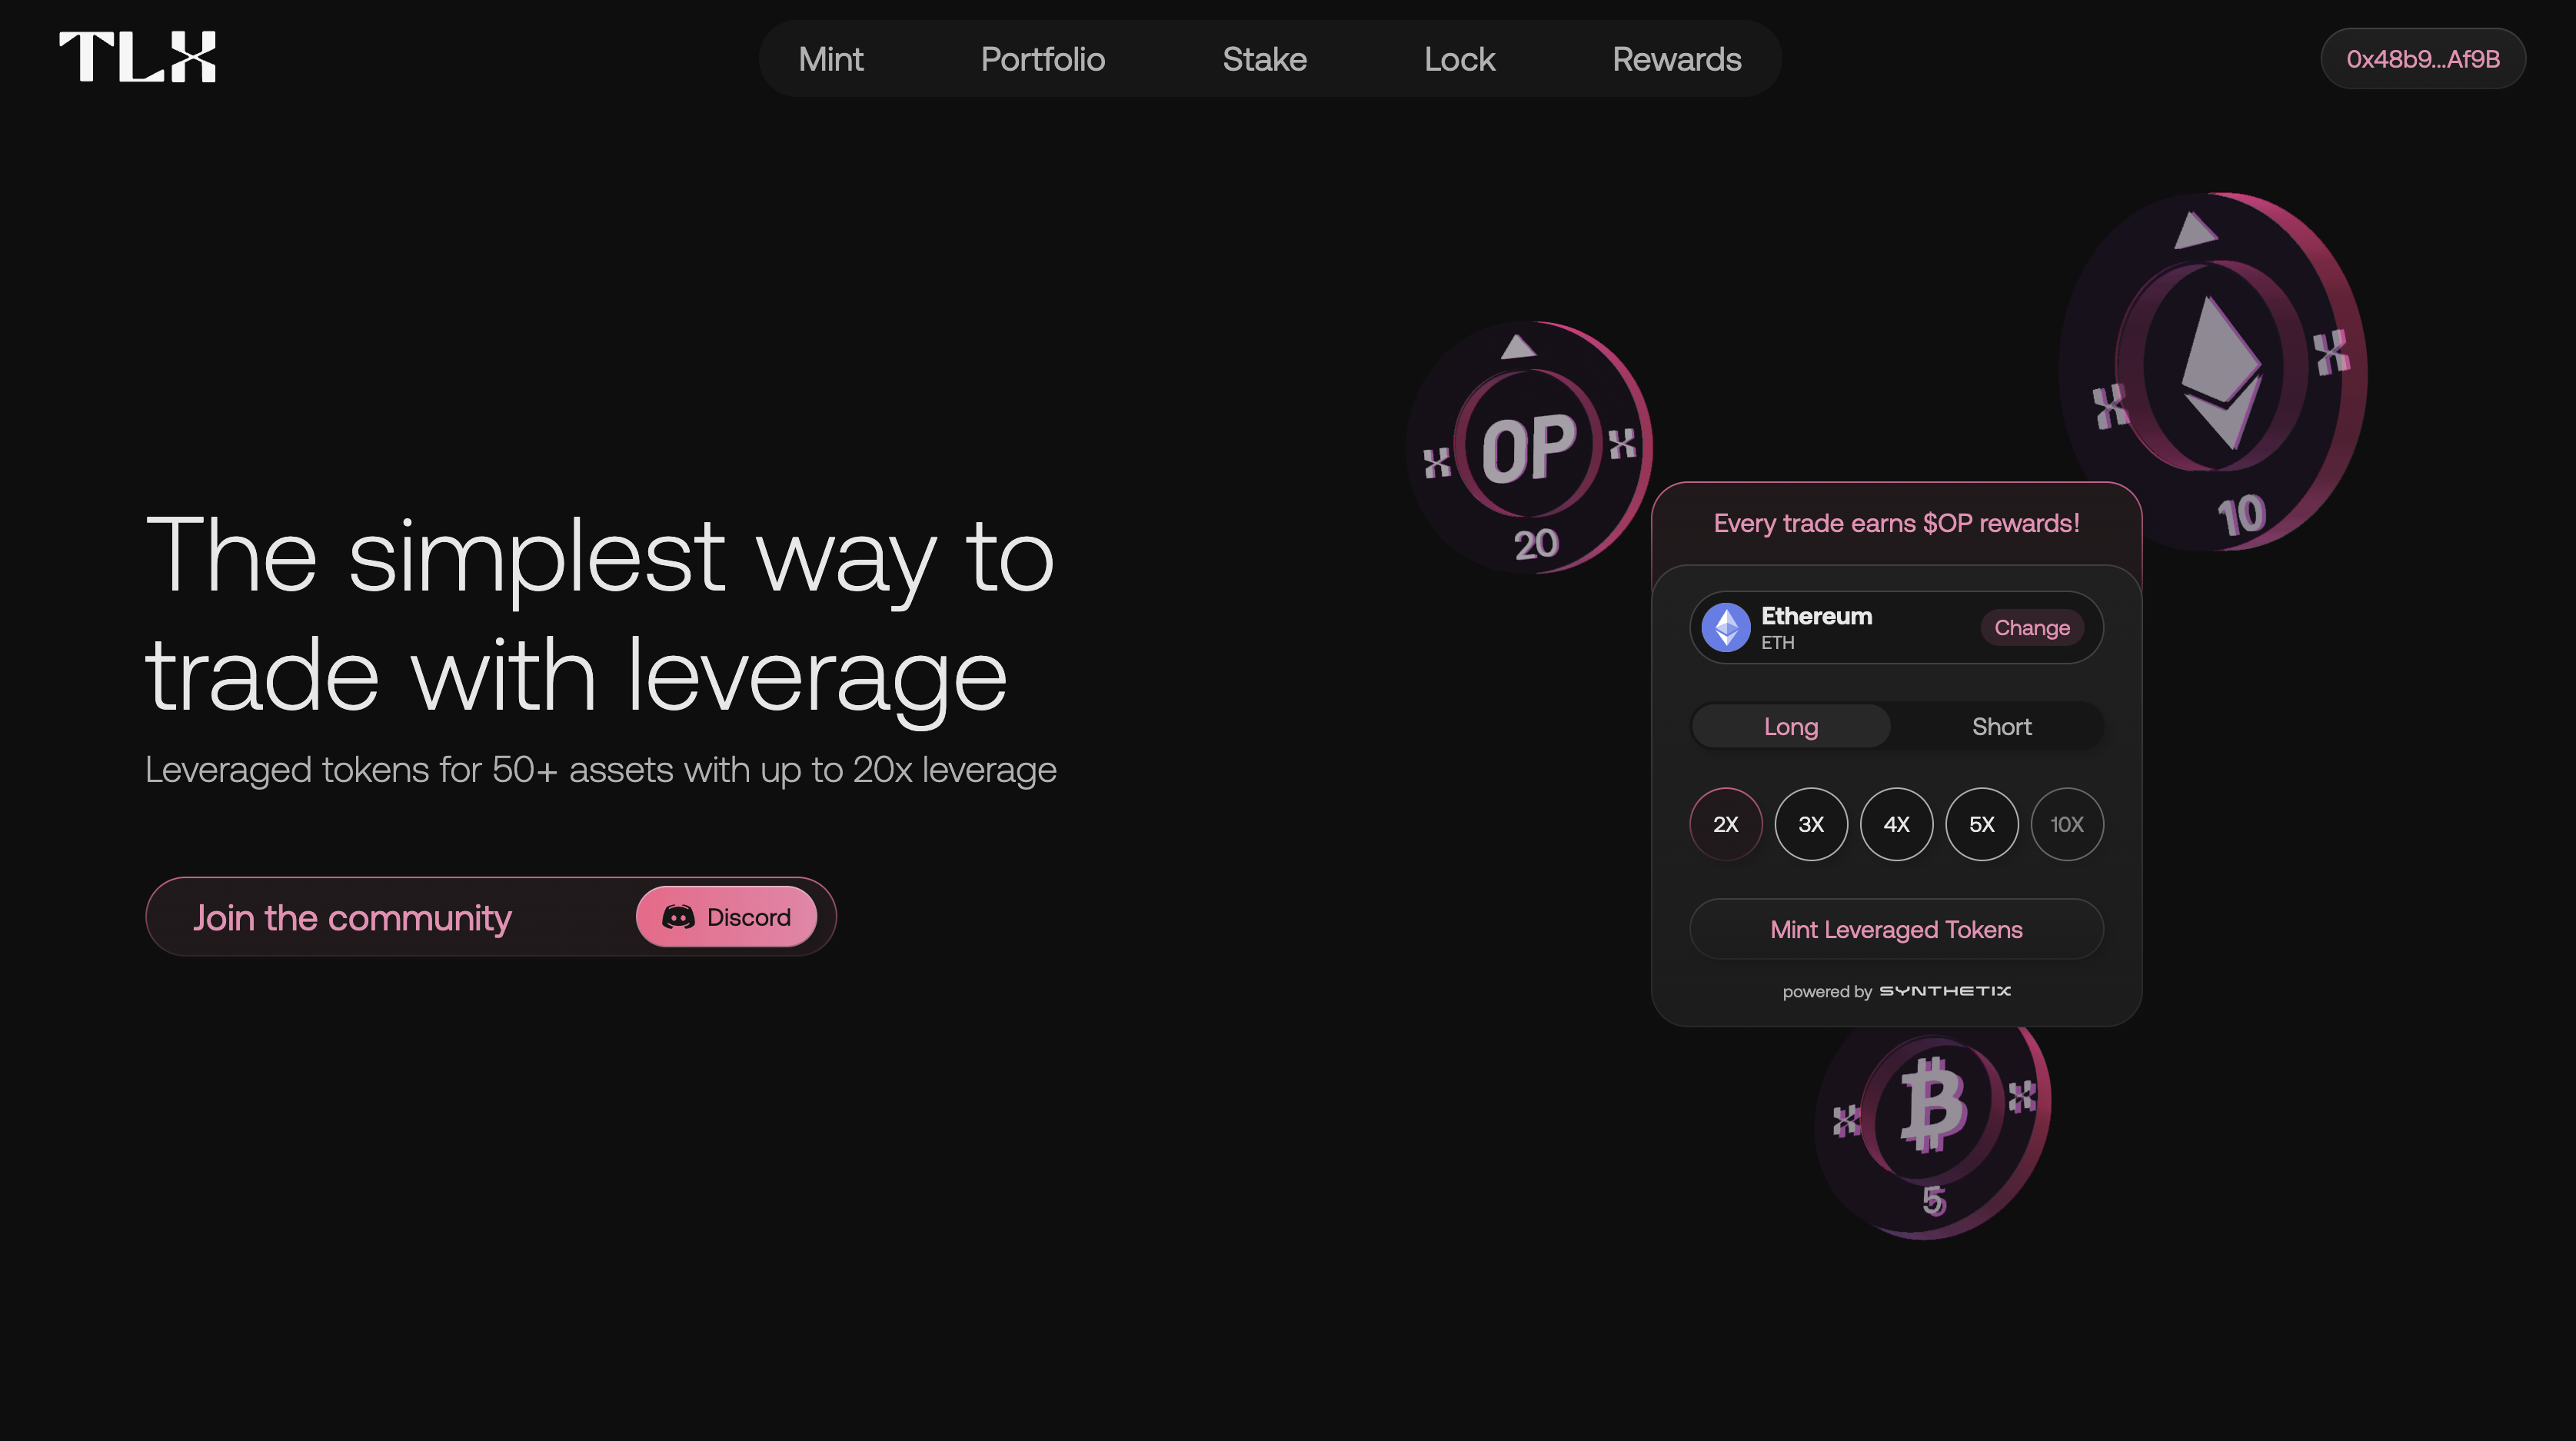 TLX
Mint Portfolio Stake Lock Rewards
0x48b9...Af9B
The simplest way to
trade with leverage
Leveraged tokens for 50+ assets with up to 20x leverage
Join the community
Discord
X OP X
20
X X
10
Every trade earns $OP rewards!
Ethereum
ETH
Change
Long Short
2X 3X 4X 5X 10X
Mint Leveraged Tokens
powered by SYNTHETIX
X ₿ X
5